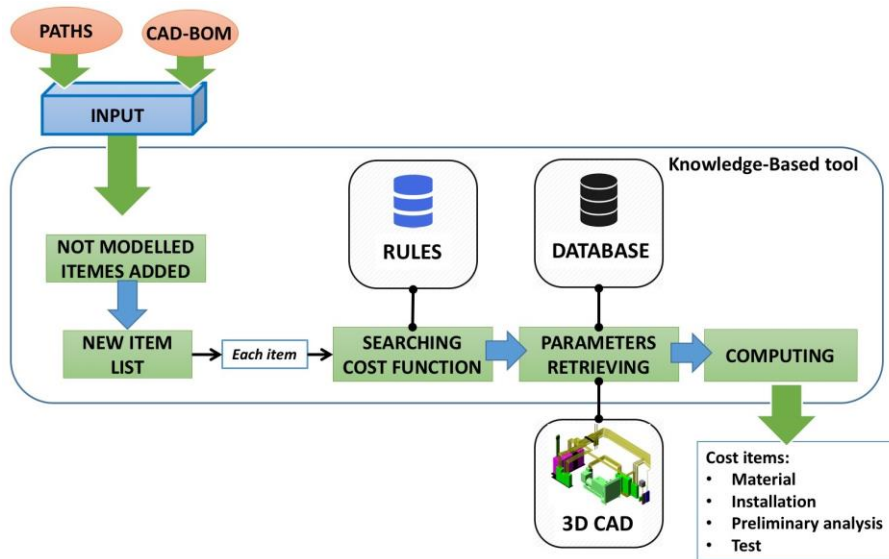 PATHS
CAD-BOM
INPUT
Knowledge-Based tool
RULES
DATABASE
NOT MODELLED
ITEMES ADDED
NEW ITEM
LIST
Each item
SEARCHING
COST FUNCTION
PARAMETERS
RETRIEVING
COMPUTING
3D CAD
Cost items:
• Material
• Installation
• Preliminary analysis
• Test